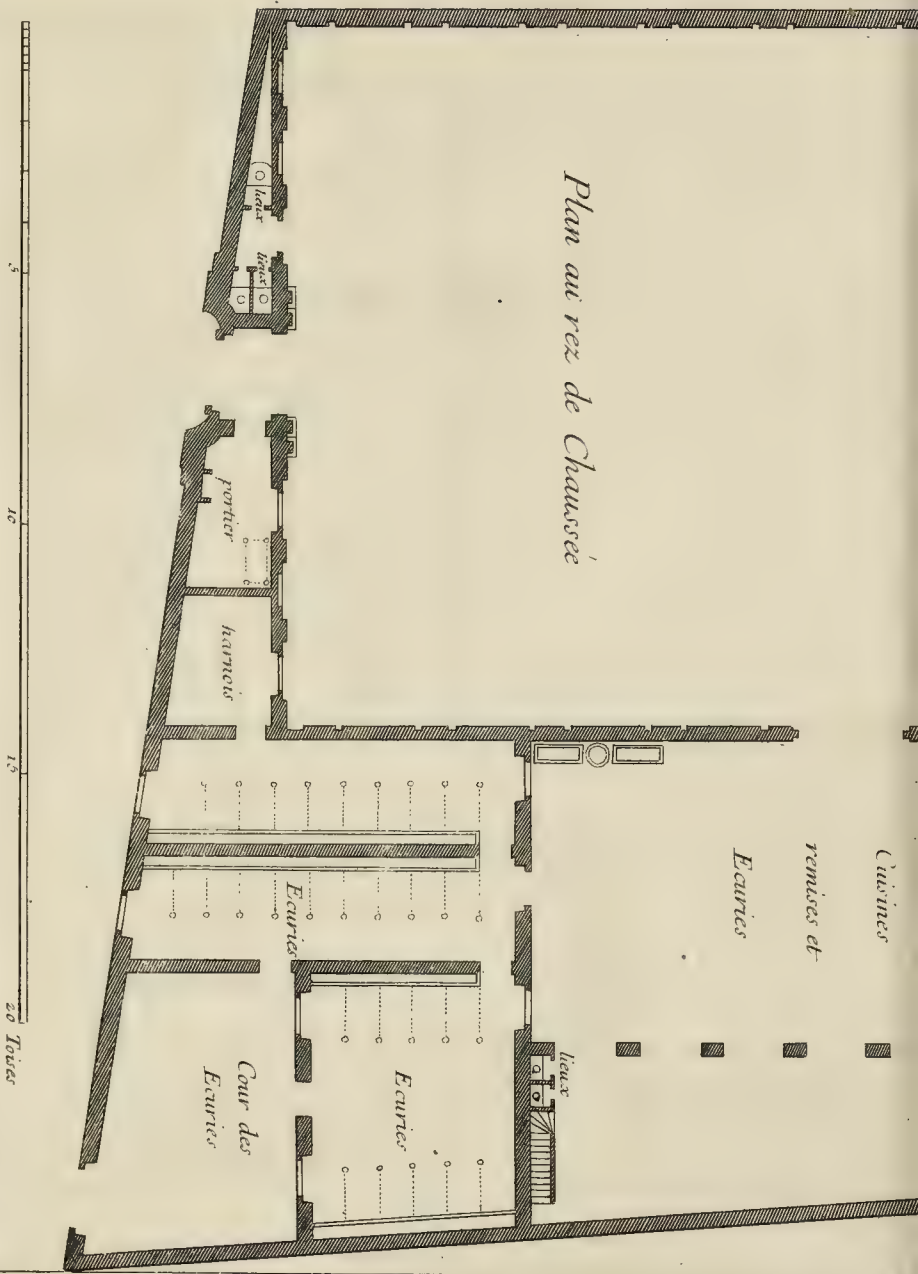 Plan au rez de Chausseè
Cuisines
remises et
Ecuries
lieux
lieux
portier
harnois
Ecuries
Ecuries
Cour des
Ecuries
lieux
5
10
15
20 Toises